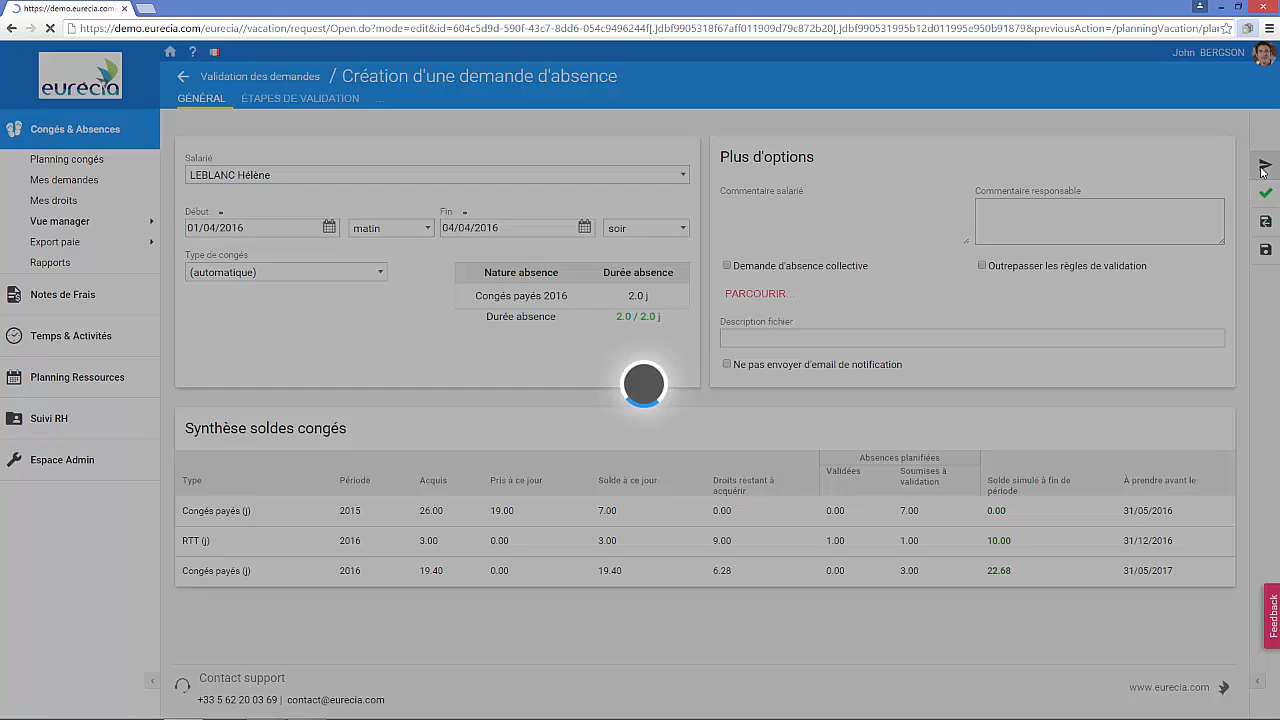 https://demo.eurecia.com/
https://demo.eurecia.com/eurecia//vacation/request/Open.do?mode=edit&id=604c5d9d-590f-43c7-8dd6-054c9496244f[.]dbf9905318f67aff011909d79c872b20[.]dbf990531995b12d011995e950b91879&previousAction=/planningVacation/plan
eurecia
?
John BERGSON
Validation des demandes / Création d'une demande d'absence
GÉNÉRAL
ÉTAPES DE VALIDATION
...
Congés & Absences
Planning congés
Mes demandes
Mes droits
Vue manager
Export paie
Rapports
Notes de Frais
Temps & Activités
Planning Ressources
Suivi RH
Espace Admin
Salarié
LEBLANC Hélène
Début
Fin
01/04/2016
matin
04/04/2016
soir
Type de congés
(automatique)
Nature absence
Durée absence
Congés payés 2016
2.0 j
Durée absence
2.0 / 2.0 j
Plus d'options
Commentaire salarié
Commentaire responsable
Demande d'absence collective
Outrepasser les règles de validation
PARCOURIR...
Description fichier
Ne pas envoyer d'email de notification
Synthèse soldes congés
Absences planifiées
Type
Période
Acquis
Pris à ce jour
Solde à ce jour
Droits restant à acquérir
Validées
Soumises à validation
Solde simulé à fin de période
À prendre avant le
Congés payés (j) 2015 26.00 19.00 7.00 0.00 0.00 7.00 0.00 31/05/2016
RTT (j) 2016 3.00 0.00 3.00 9.00 1.00 1.00 10.00 31/12/2016
Congés payés (j) 2016 19.40 0.00 19.40 6.28 0.00 3.00 22.68 31/05/2017
Feedback
Contact support
+33 5 62 20 03 69 | contact@eurecia.com
www.eurecia.com